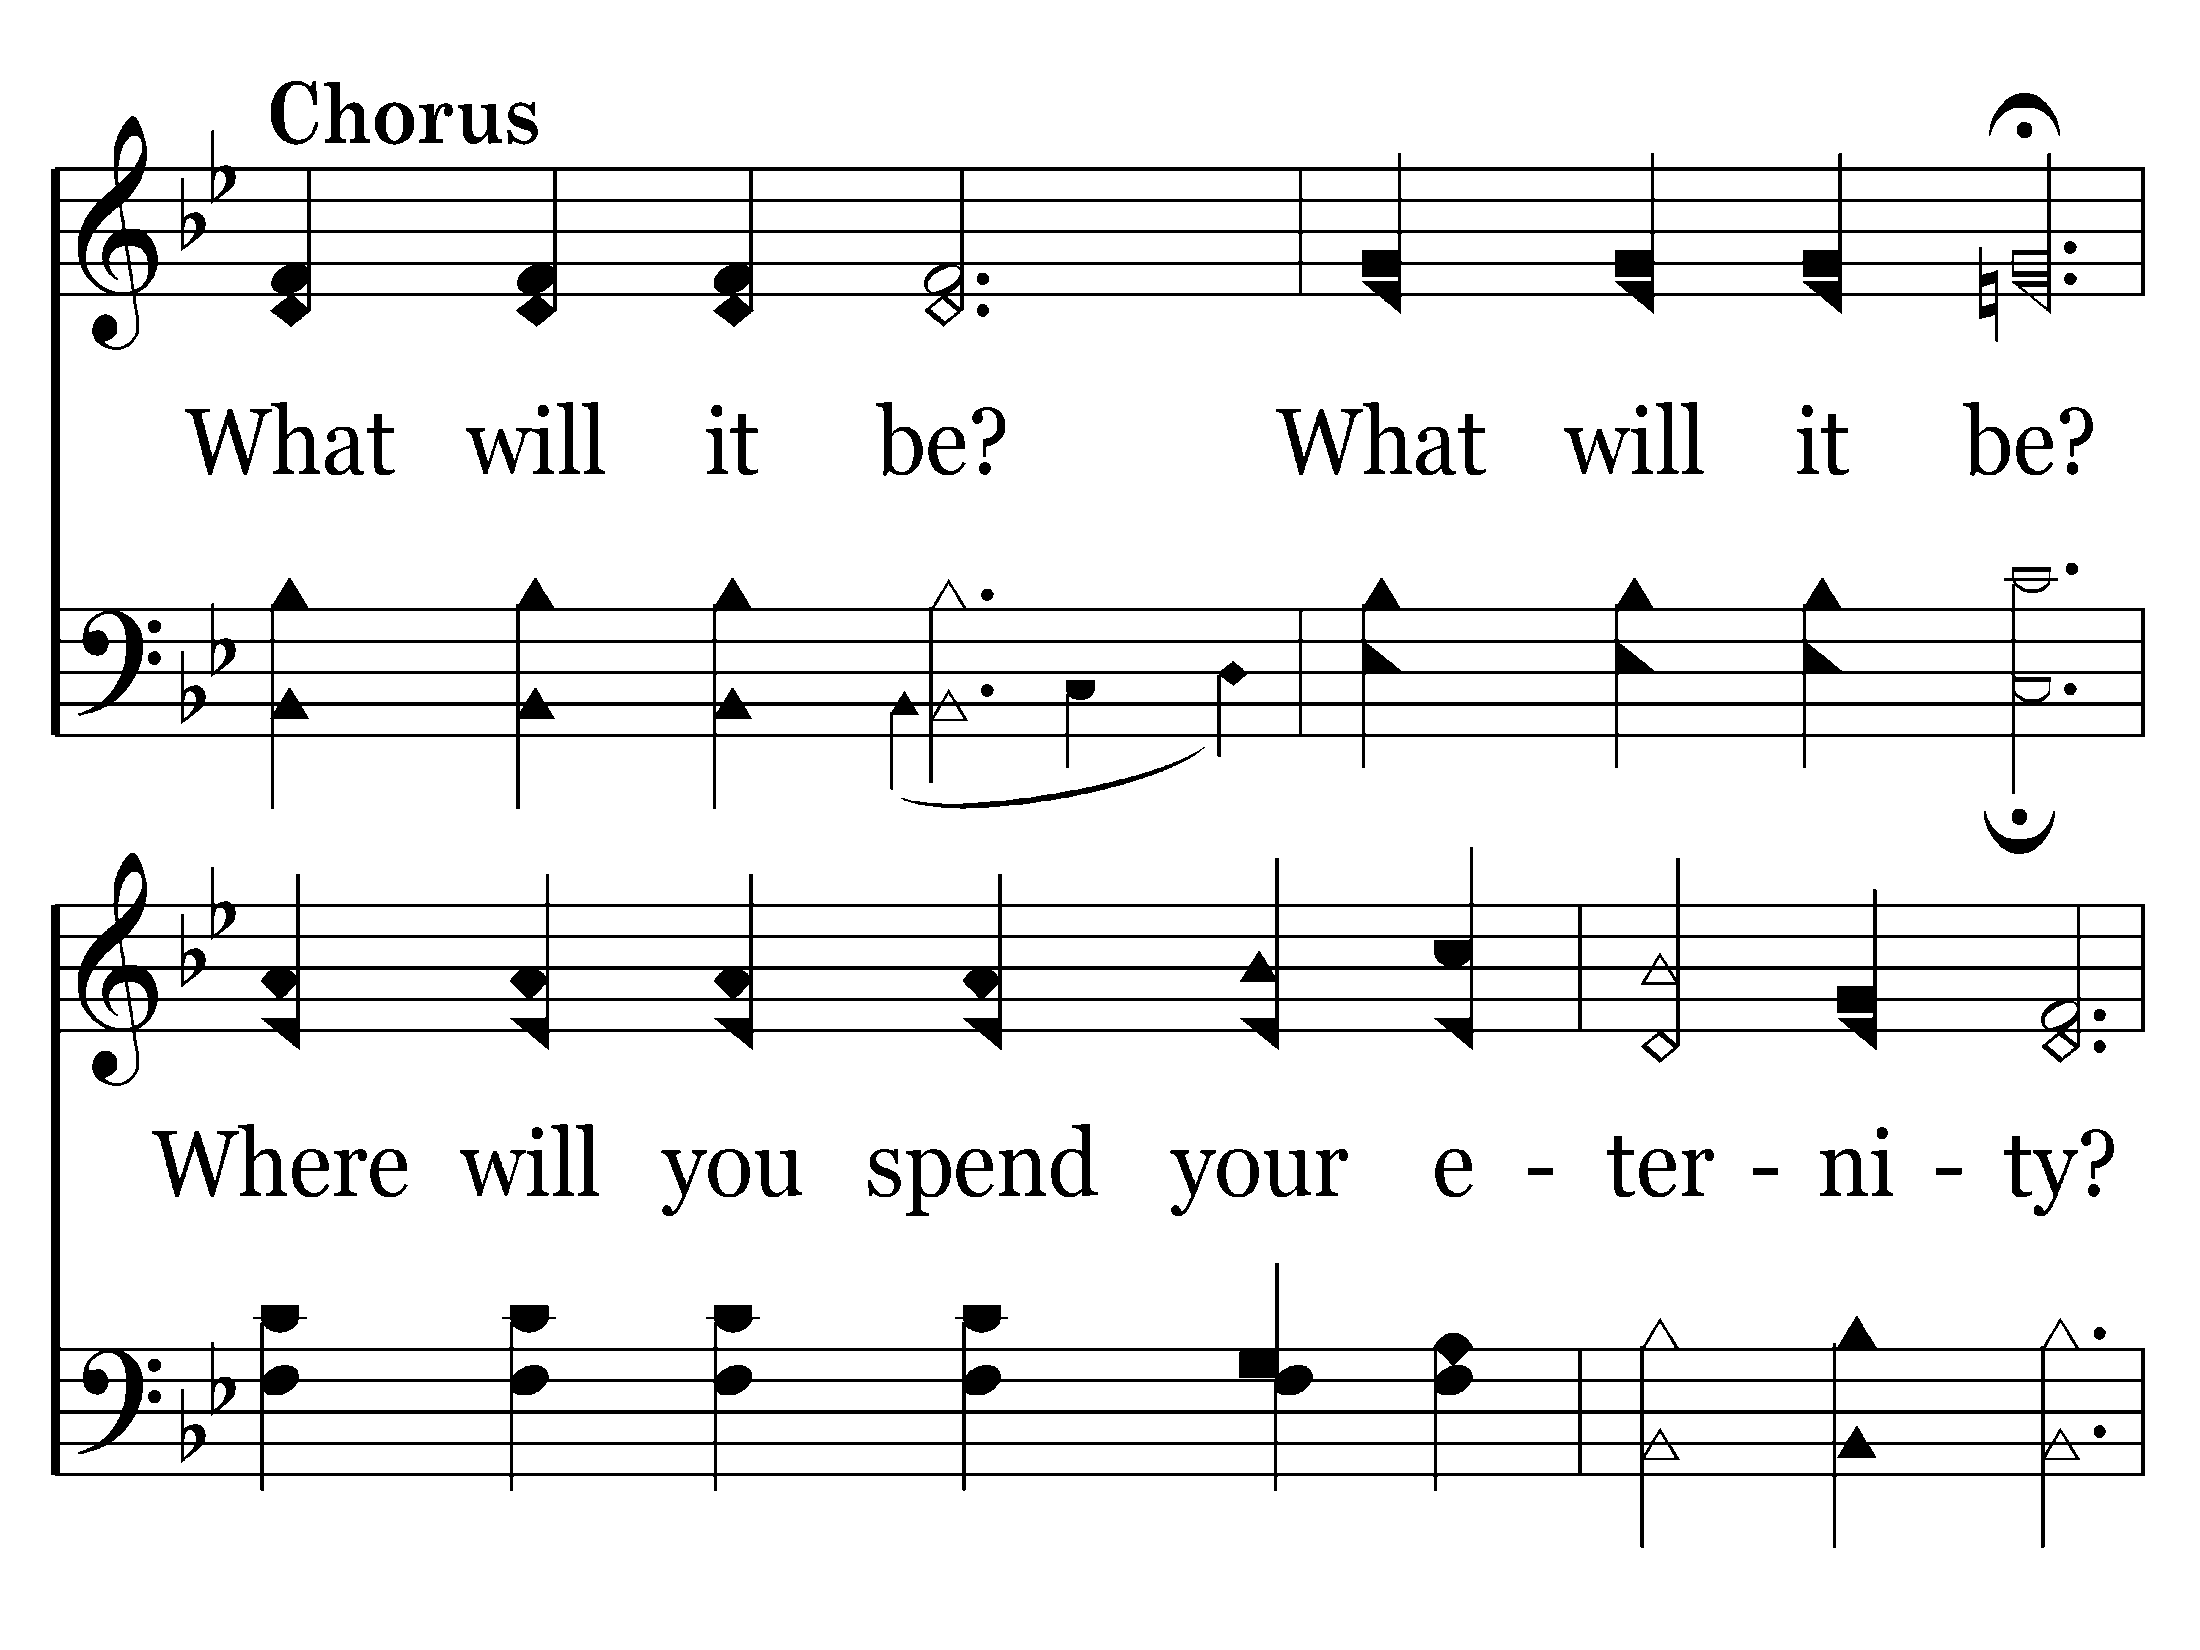 Chorus
What will it be? What will it be?
Where will you spend your e - ter - ni - ty?